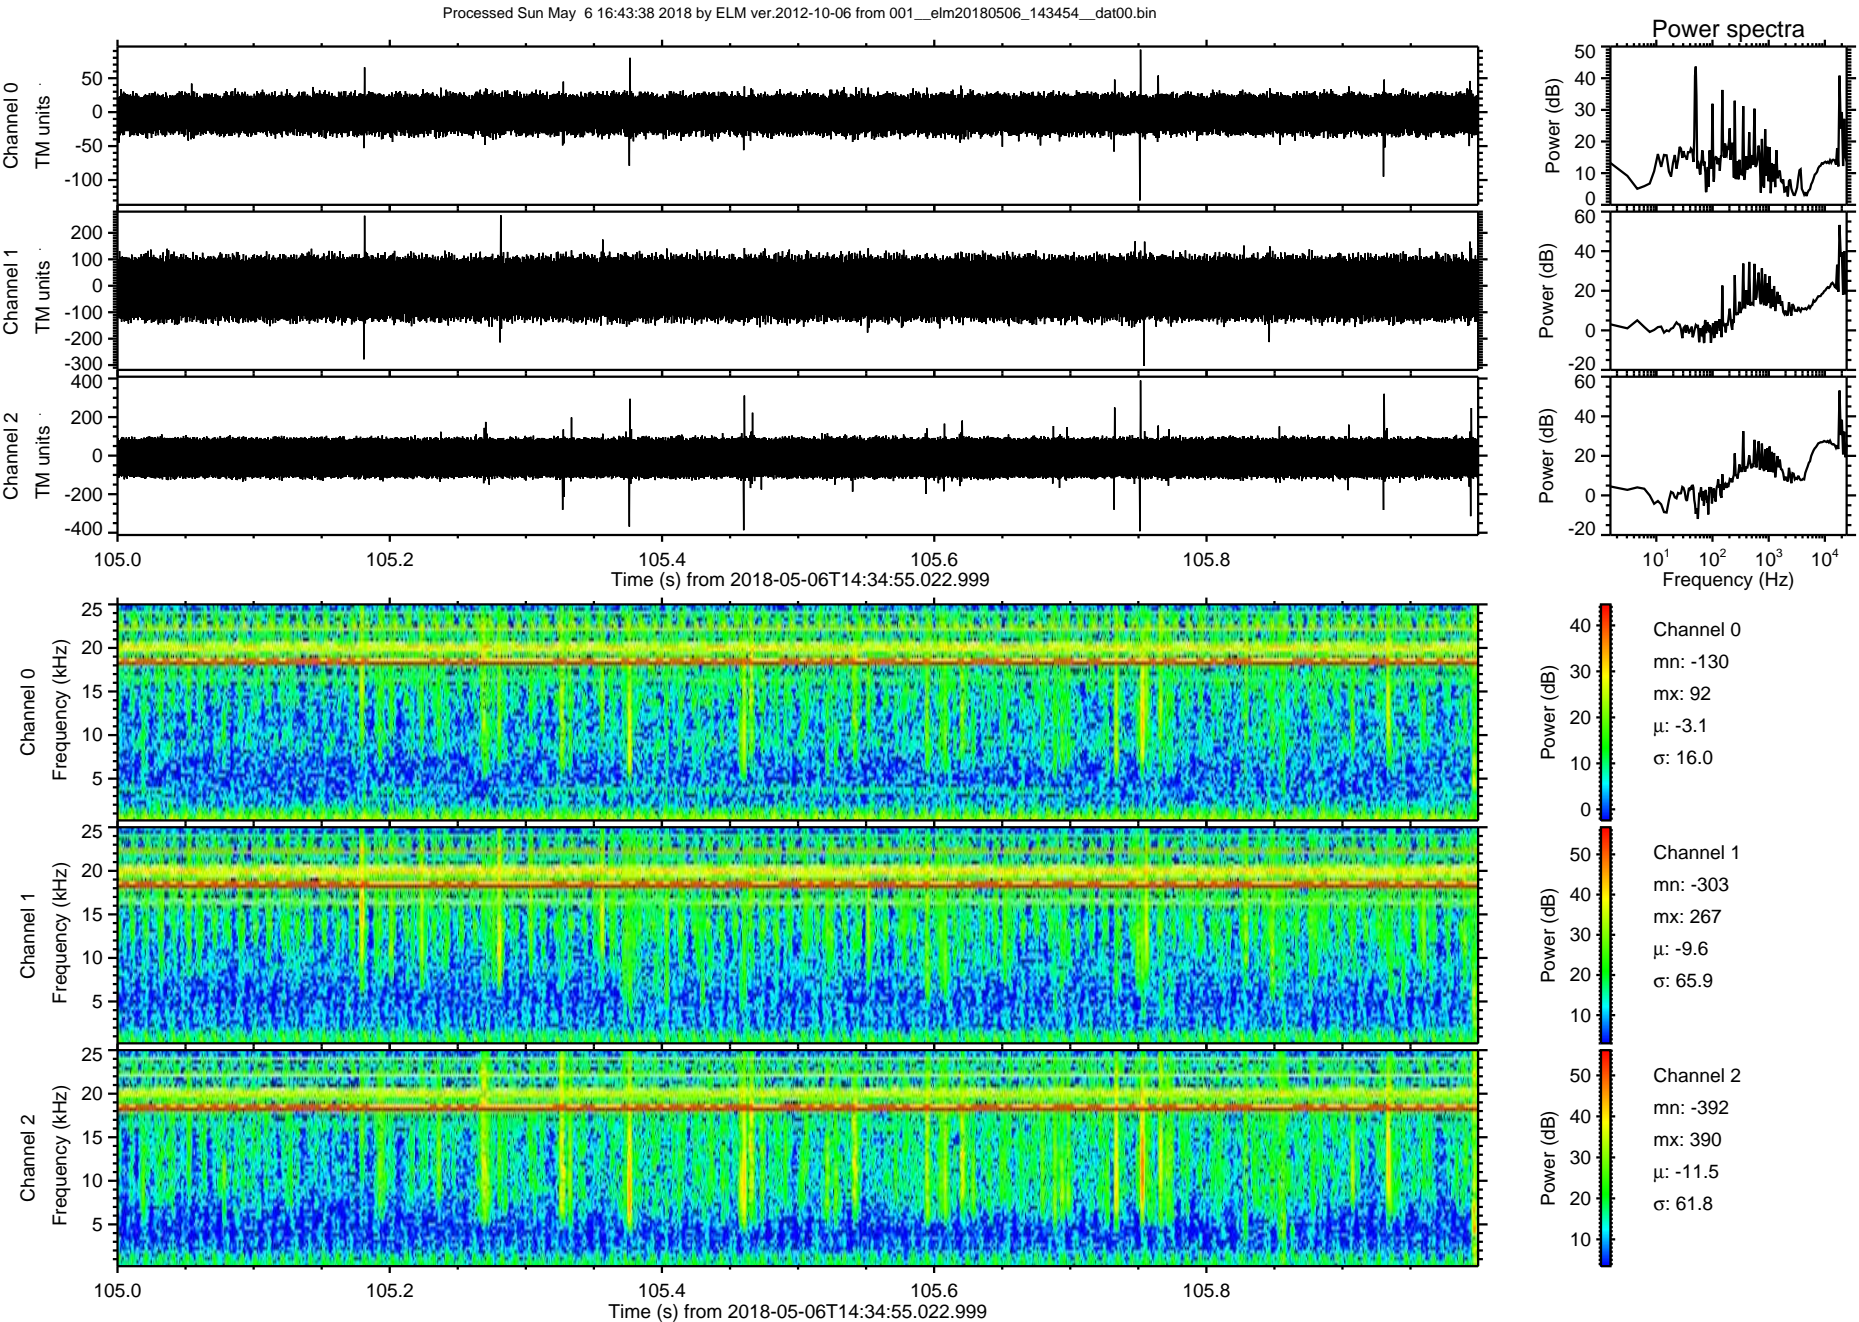 Processed Sun May  6 16:43:38 2018 by ELM ver.2012-10-06 from 001__elm20180506_143454__dat00.bin
Power spectra
Channel 0
TM units
50
0
-50
-100
Power (dB)
50
40
30
20
10
0
Channel 1
TM units
200
100
0
-100
-200
-300
Power (dB)
60
40
20
0
-20
Channel 2
TM units
400
200
0
-200
-400
Power (dB)
60
40
20
0
-20
105.0 105.2 105.4 105.6 105.8
Time (s) from 2018-05-06T14:34:55.022.999
10^1 10^2 10^3 10^4
Frequency (Hz)
Channel 0
Frequency (kHz)
25
20
15
10
5
Power (dB)
40
30
20
10
0
Channel 0
mn: -130
mx: 92
μ: -3.1
σ: 16.0
Channel 1
Frequency (kHz)
25
20
15
10
5
Power (dB)
50
40
30
20
10
Channel 1
mn: -303
mx: 267
μ: -9.6
σ: 65.9
Channel 2
Frequency (kHz)
25
20
15
10
5
Power (dB)
50
40
30
20
10
Channel 2
mn: -392
mx: 390
μ: -11.5
σ: 61.8
105.0 105.2 105.4 105.6 105.8
Time (s) from 2018-05-06T14:34:55.022.999